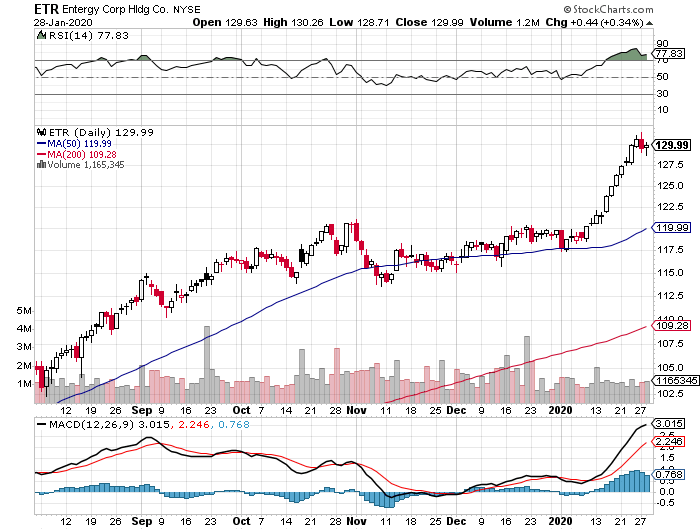 ETR Entergy Corp Hldg Co. NYSE
© StockCharts.com
28-Jan-2020
Open 129.63 High 130.26 Low 128.71 Close 129.99 Volume 1.2M Chg +0.44 (+0.34%)
RSI(14) 77.83
90
77.83
70
50
30
10
ETR (Daily) 129.99
MA(50) 119.99
MA(200) 109.28
Volume 1,165,345
129.99
127.5
125.0
122.5
119.99
117.5
115.0
112.5
109.28
107.5
105.0
1165345
102.5
5M
4M
3M
2M
1M
12 19 26 Sep 9 16 23 Oct 7 14 21 28 Nov 11 18 25 Dec 9 16 23 2020 13 21 27
MACD(12,26,9) 3.015, 2.246, 0.768
3.015
2.246
1.5
0.768
0.0
-0.5
12 19 26 Sep 9 16 23 Oct 7 14 21 28 Nov 11 18 25 Dec 9 16 23 2020 13 21 27